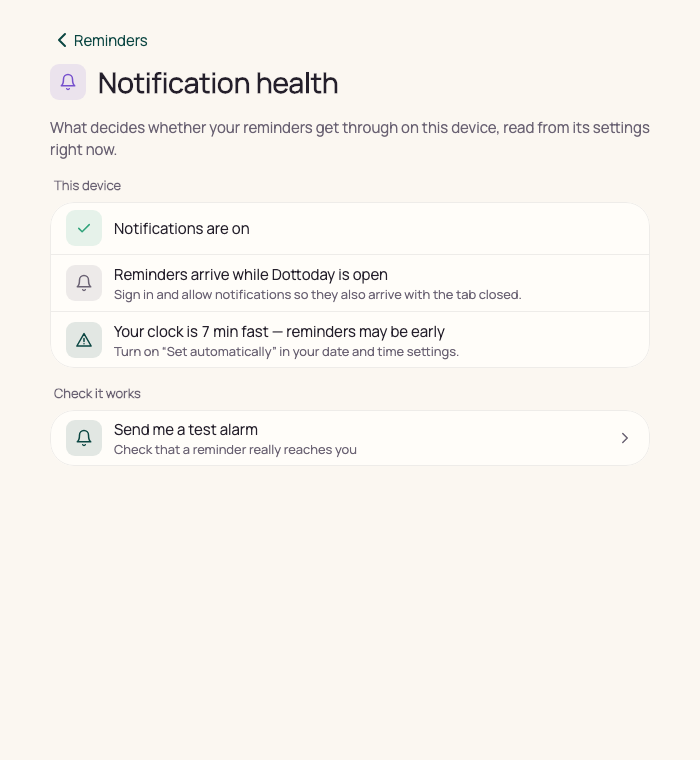 Reminders
Notification health
What decides whether your reminders get through on this device, read from its settings
right now.
This device
Notifications are on
Reminders arrive while Dottoday is open
Sign in and allow notifications so they also arrive with the tab closed.
Your clock is 7 min fast — reminders may be early
Turn on “Set automatically” in your date and time settings.
Check it works
Send me a test alarm
Check that a reminder really reaches you